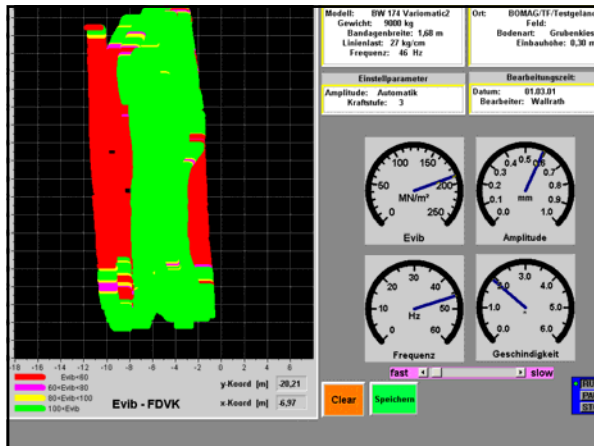 Modell: BW 174 Variomatic2
Gewicht: 9000 kg
Bandagenbreite: 1,68 m
Linienlast: 27 kg/cm
Frequenz: 46 Hz
Ort: BOMAG/TF/Testgelan
Feld:
Bodenart: Grubenkies
Einbauhöhe: 0,30 m
Einstellparameter
Amplitude: Automatik
Kraftstufe: 3
Bearbeitungszeit:
Datum: 01.03.01
Bearbeiter: Wallrath
0 50 100 150 200 250
MN/m²
Evib
0.0 0.1 0.2 0.3 0.4 0.5 0.6 0.7 0.8 0.9 1.0
mm
Amplitude
0 10 20 30 40 50 60
Hz
Frequenz
0.0 1.0 2.0 3.0 4.0 5.0 6.0
Geschindigkeit
fast slow
Clear
Speichern
-18 -16 -14 -12 -10 -8 -6 -4 -2 0 2 4 6
Evib<60
60<Evib<80
80<Evib<100
100<Evib
Evib - FDVK
y-Koord [m] -20,21
x-Koord [m] -6,97